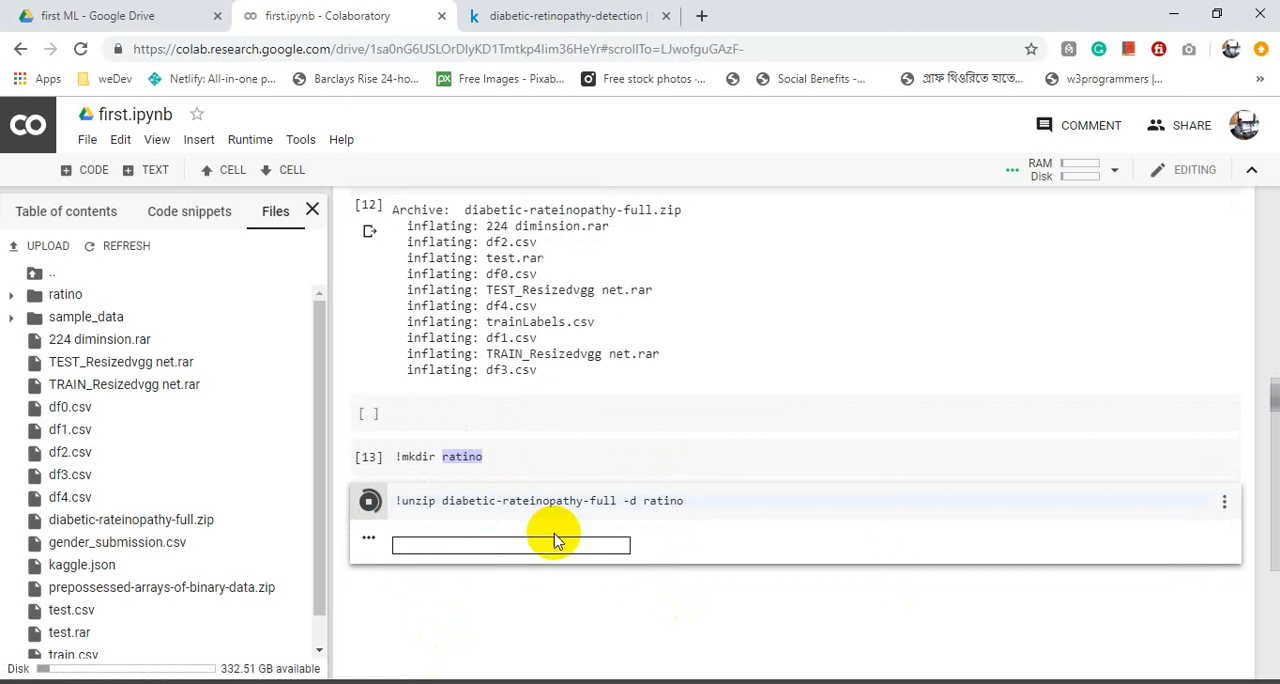 first ML - Google Drive
first.ipynb - Colaboratory
diabetic-retinopathy-detection |
https://colab.research.google.com/drive/1sa0nG6USLOrDlyKD1Tmtkp4Iim36HeYr#scrollTo=LJwofguGAzF-
Apps
weDev
Netlify: All-in-one p...
Barclays Rise 24-ho...
Free Images - Pixab...
Free stock photos ·...
Social Benefits -...
গ্রাফ থিওরিতে হাতে...
w3programmers |...
»
CO
first.ipynb
COMMENT
SHARE
File Edit View Insert Runtime Tools Help
CODE TEXT CELL CELL
RAM
Disk
EDITING
Table of contents Code snippets Files
UPLOAD REFRESH
..
ratino
sample_data
224 diminsion.rar
TEST_Resizedvgg net.rar
TRAIN_Resizedvgg net.rar
df0.csv
df1.csv
df2.csv
df3.csv
df4.csv
diabetic-rateinopathy-full.zip
gender_submission.csv
kaggle.json
prepossessed-arrays-of-binary-data.zip
test.csv
test.rar
train.csv
Disk 332.51 GB available
[12] Archive: diabetic-rateinopathy-full.zip
inflating: 224 diminsion.rar
inflating: df2.csv
inflating: test.rar
inflating: df0.csv
inflating: TEST_Resizedvgg net.rar
inflating: df4.csv
inflating: trainLabels.csv
inflating: df1.csv
inflating: TRAIN_Resizedvgg net.rar
inflating: df3.csv
[ ]
[13] !mkdir ratino
!unzip diabetic-rateinopathy-full -d ratino